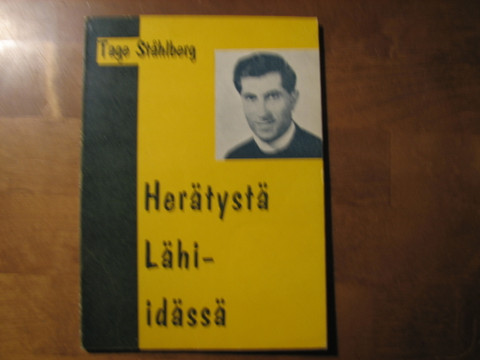 Tage Ståhlberg
Herätystä
Lähi-
idässä